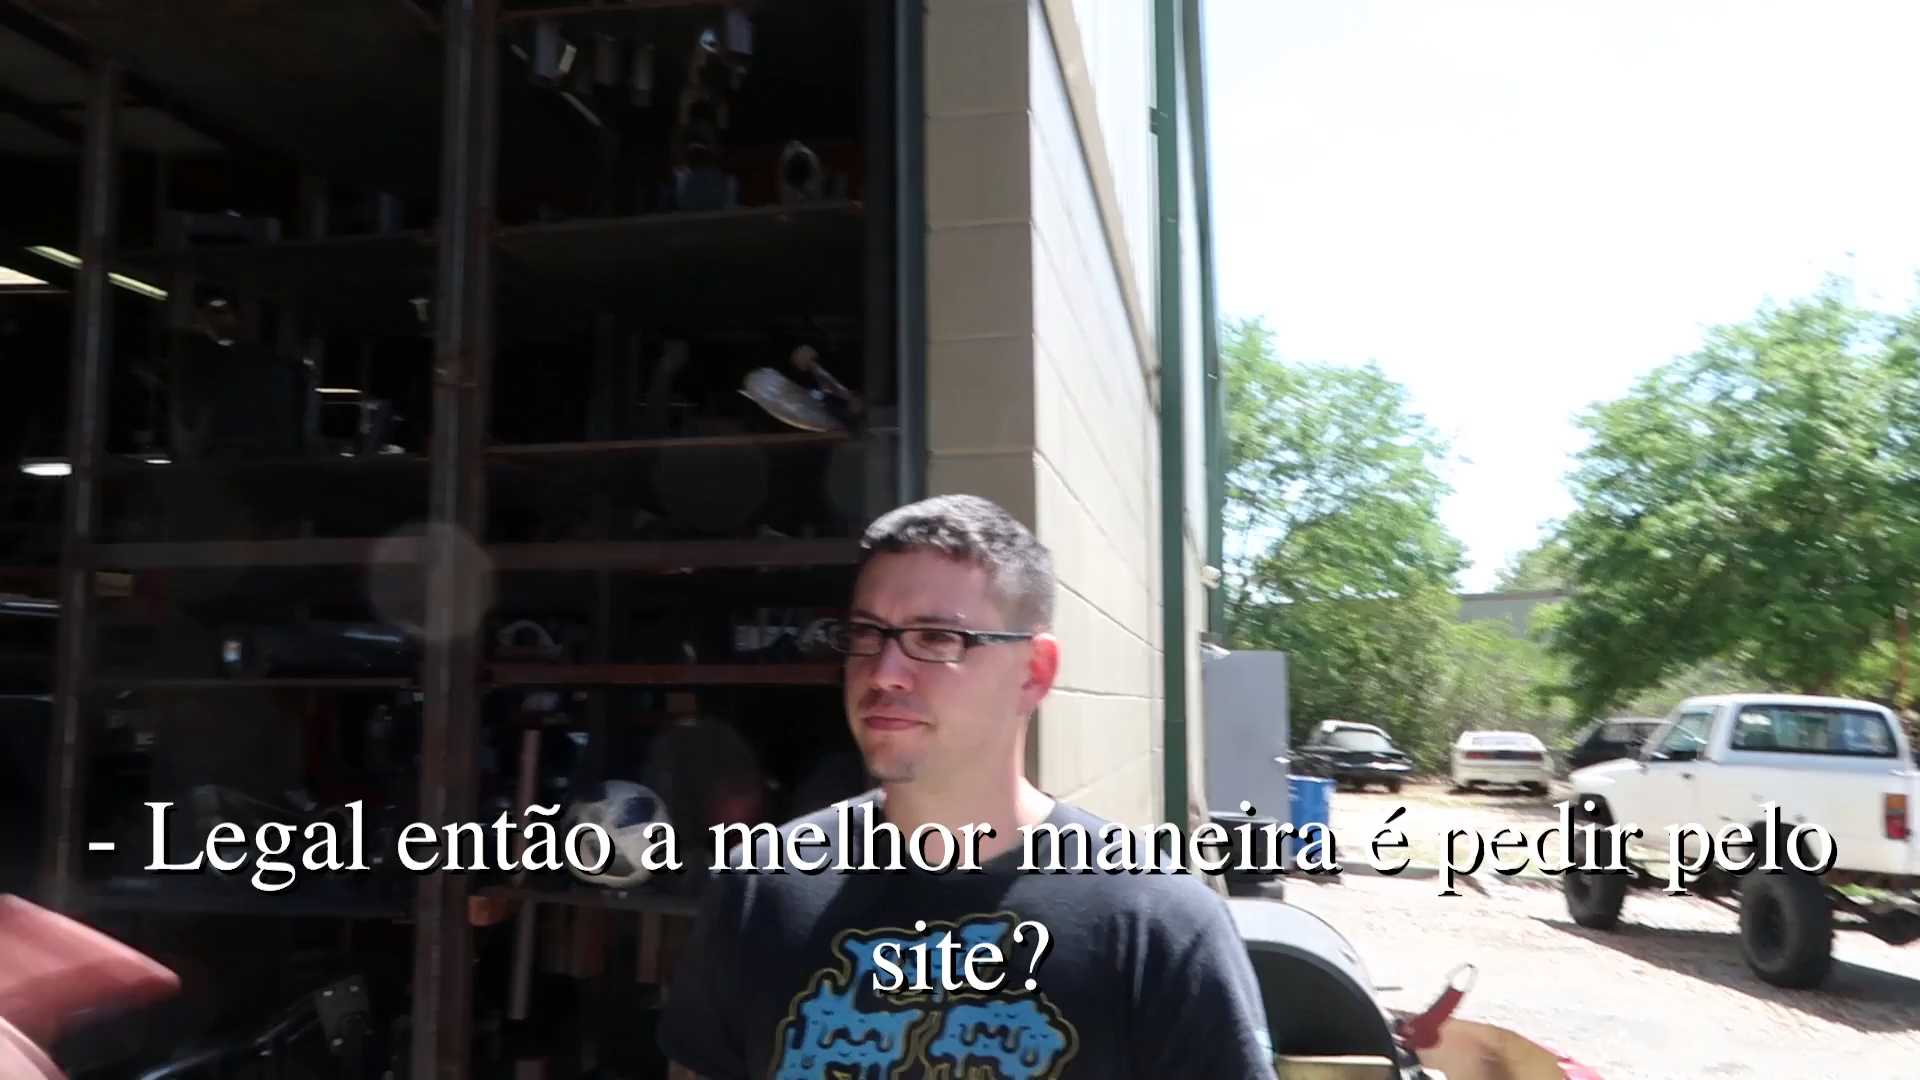 - Legal então a melhor maneira é pedir pelo
site?